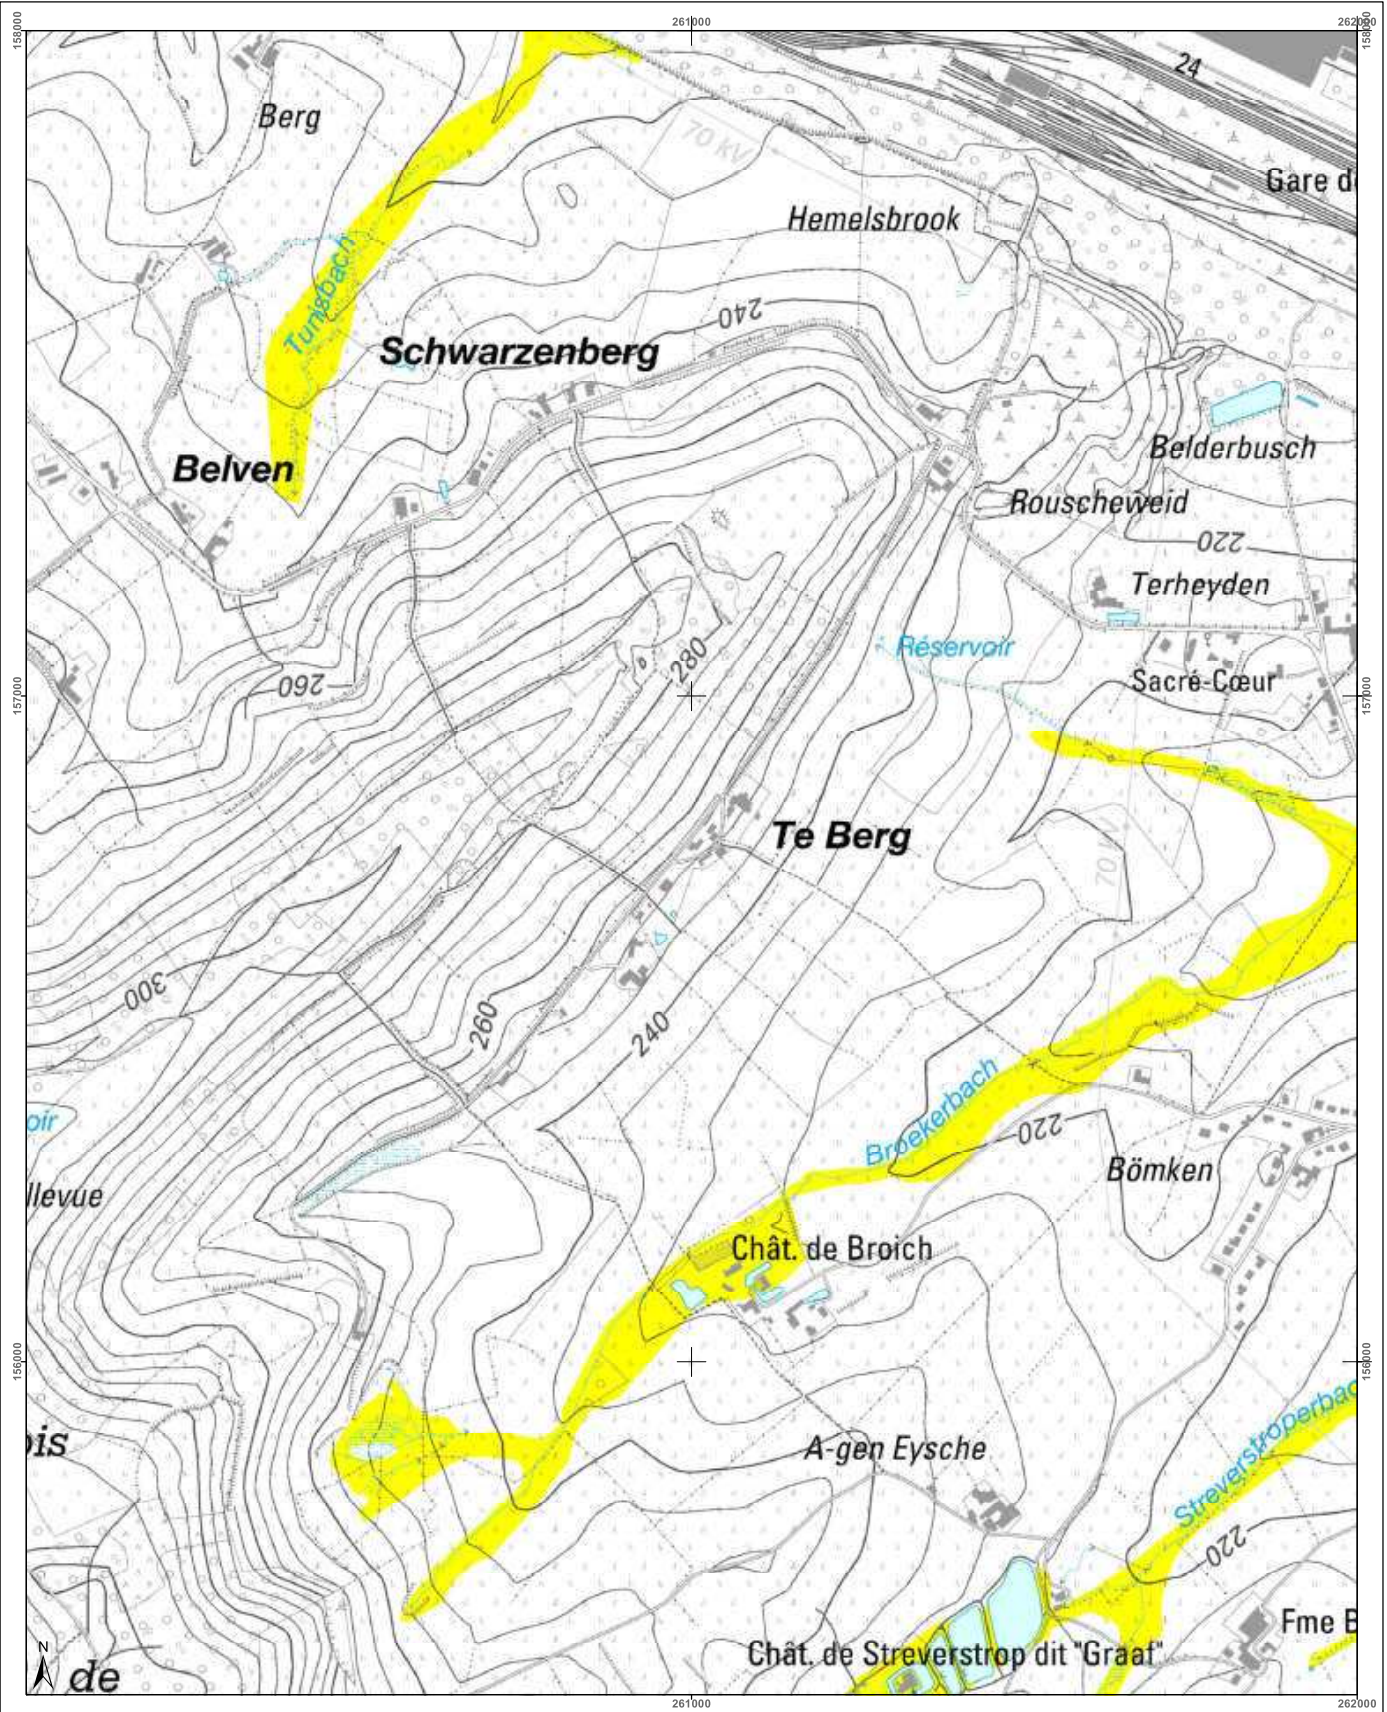 261000
262000
158000
158000
24
Berg
70 kV
Gare d
Hemelsbrook
Tunisbach
240
Schwarzenberg
Belven
Belderbusch
Rouscheweid
220
Terheyden
Réservoir
280
260
Sacré-Cœur
157000
157000
Te Berg
70
300
260
240
Broekerbach
oir
220
Bömken
llevue
Chât. de Broich
156000
156000
Streverstroperbac
ois
A-gen Eysche
220
Fme B
Chât. de Streverstrop dit "Graaf"
N
de
261000
262000